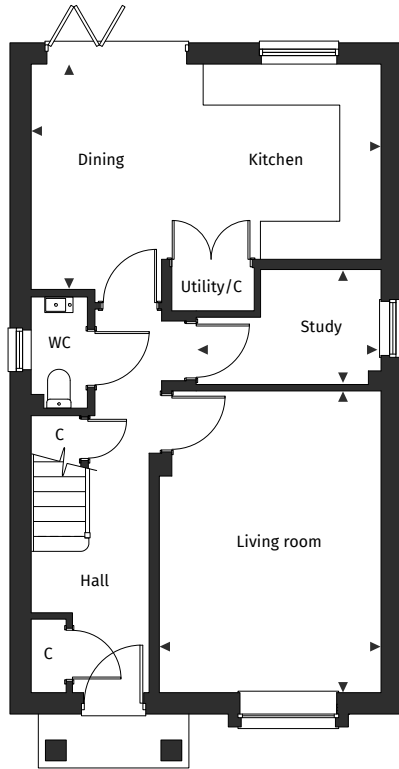 Dining
Kitchen
Utility/C
Study
WC
C
Living room
Hall
C